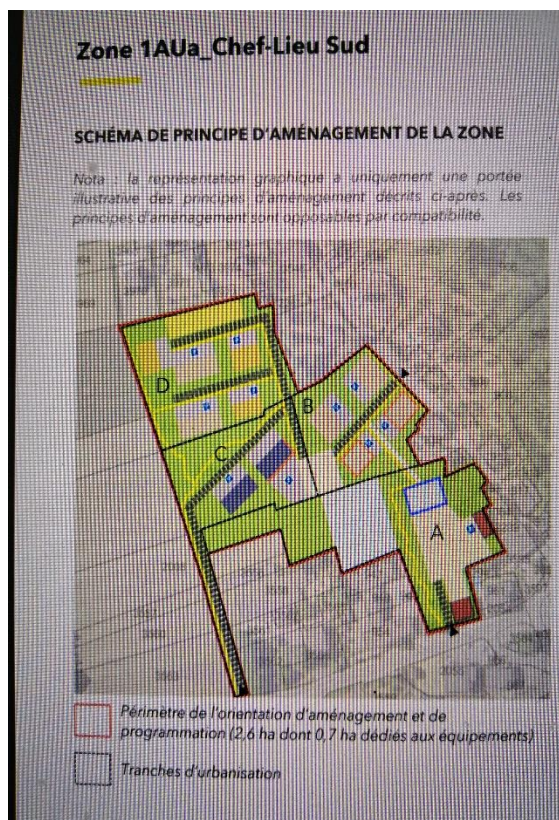 Zone 1AUa_Chef-Lieu Sud
SCHÉMA DE PRINCIPE D'AMÉNAGEMENT DE LA ZONE
Nota : la représentation graphique a uniquement une portée
illustrative des principes d'aménagement décrits ci-après. Les
principes d'aménagement sont opposables par compatibilité.
D
B
C
A
Périmètre de l'orientation d'aménagement et de
programmation (2,6 ha dont 0,7 ha dédiés aux équipements)
Tranches d'urbanisation